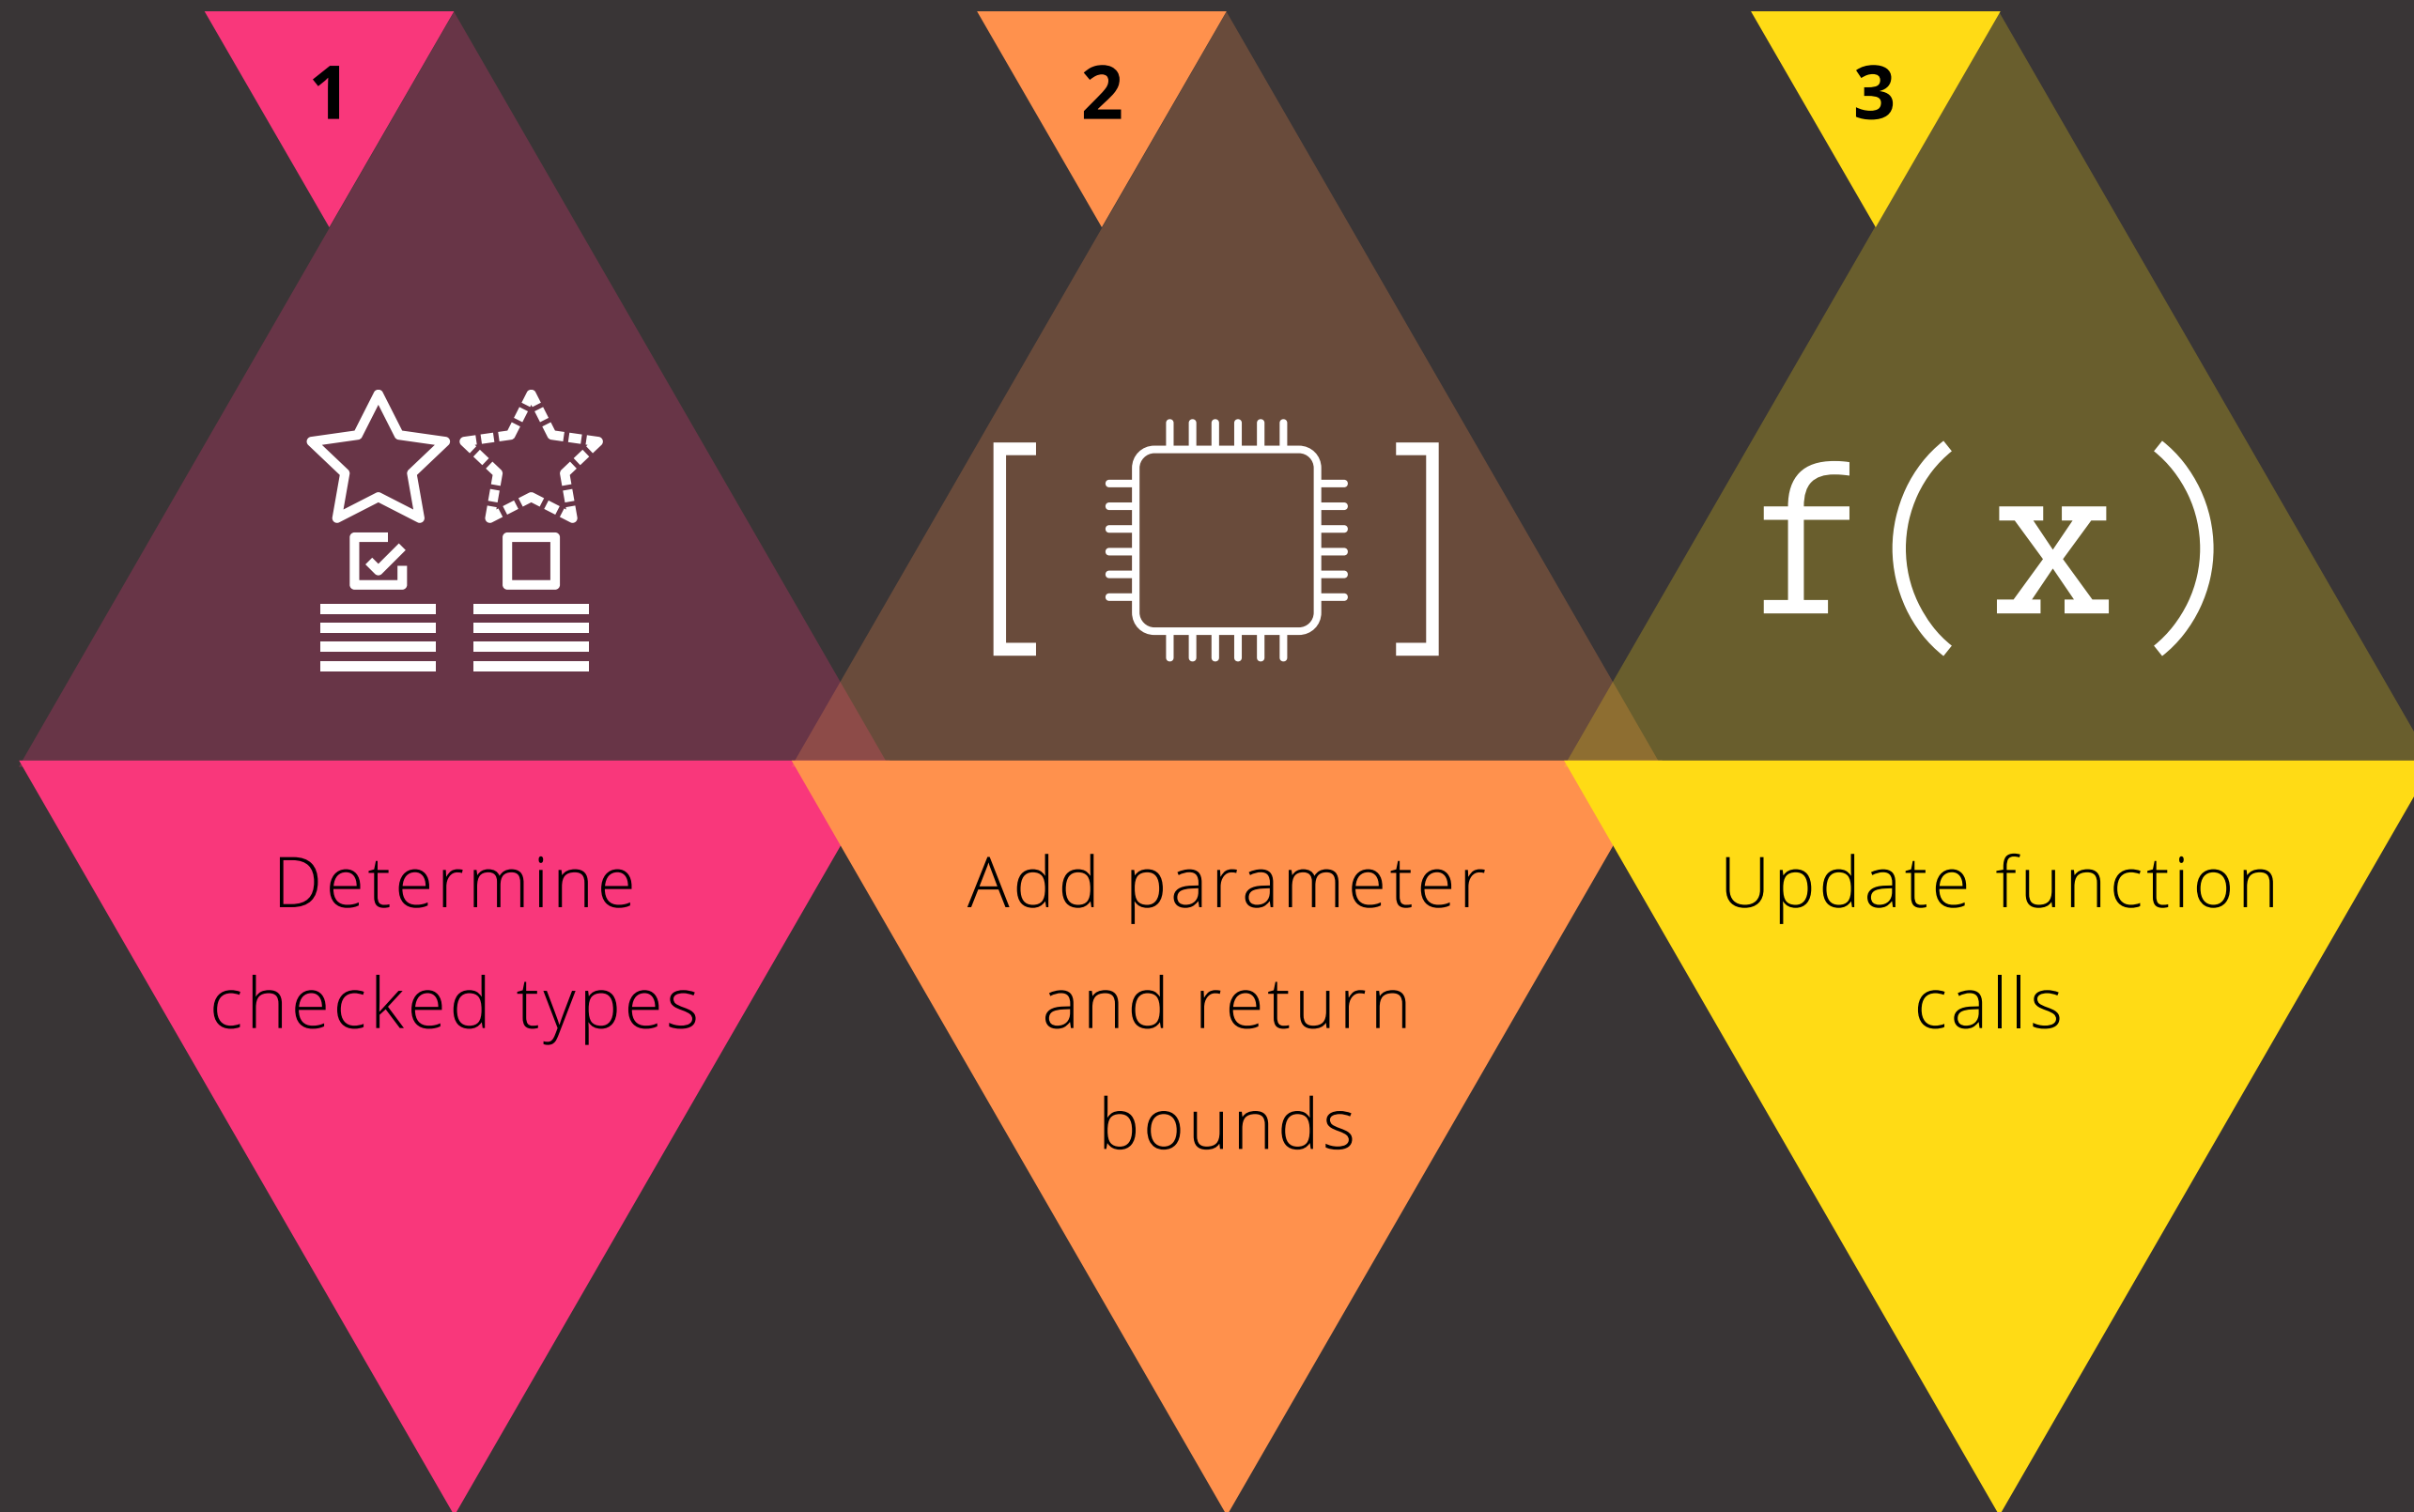 1
2
3
f(x)
Determine
checked types
Add parameter
and return
bounds
Update function
calls